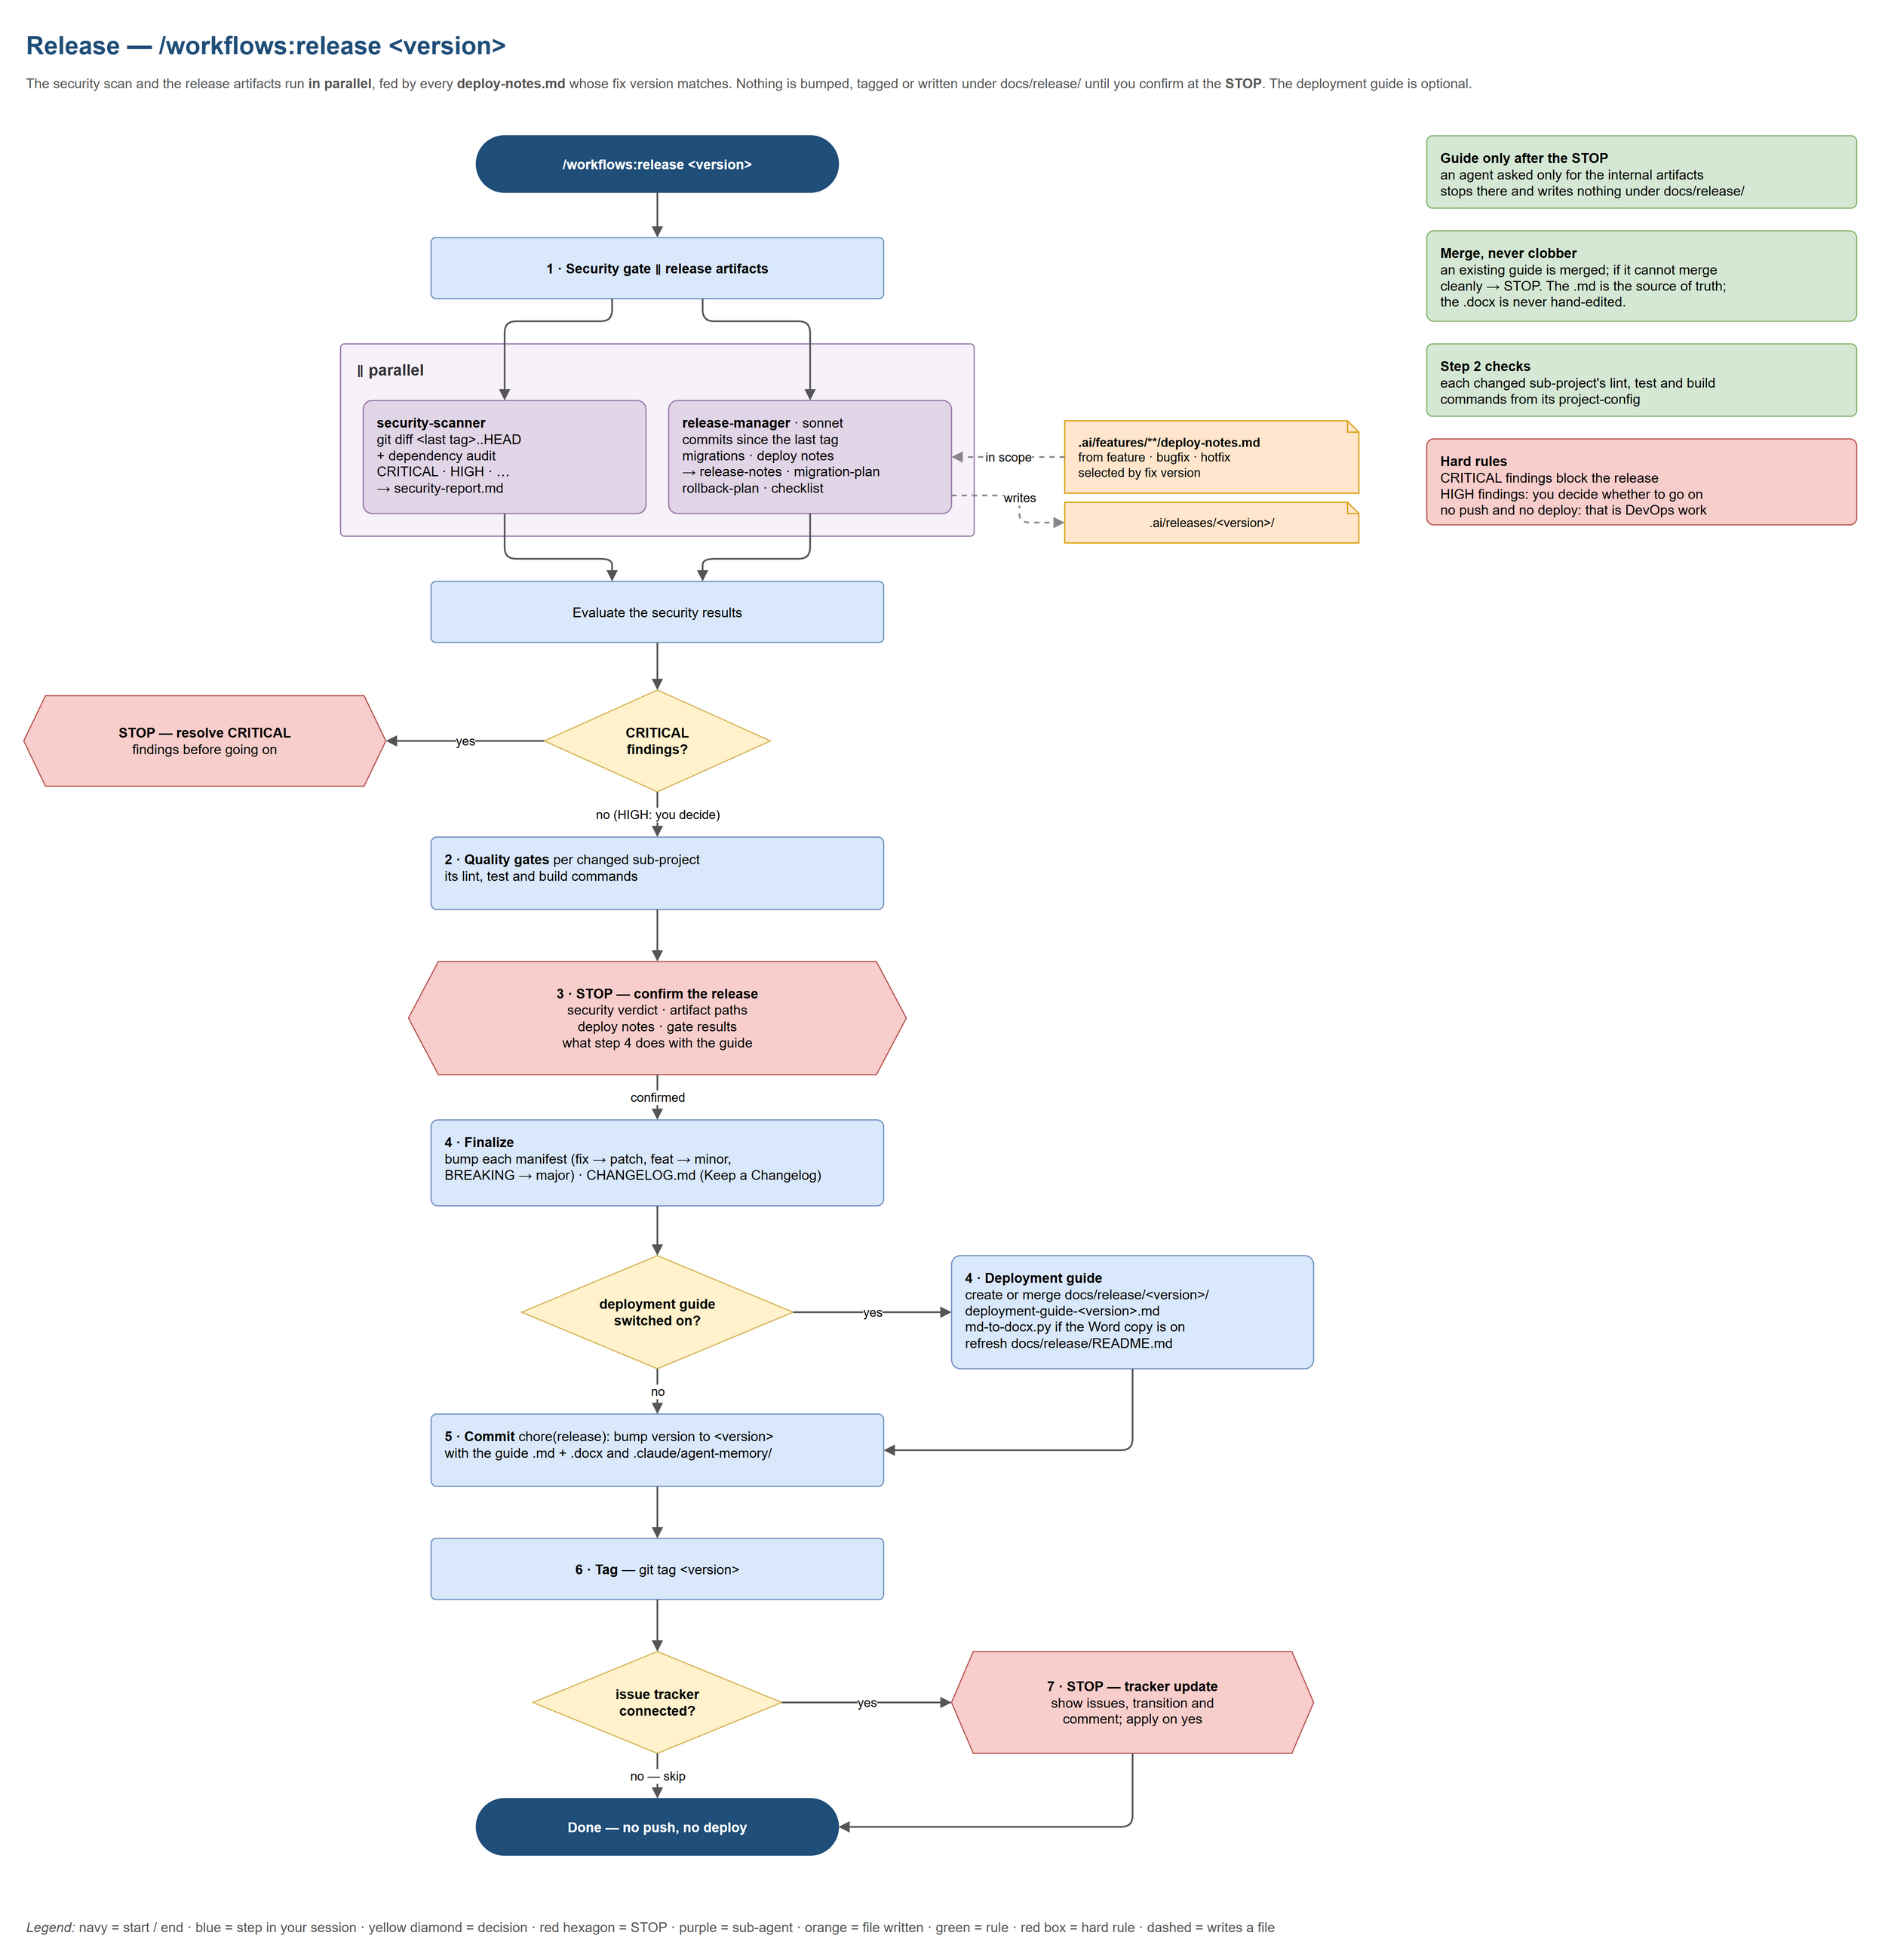 Release — /workflows:release <version>
The security scan and the release artifacts run in parallel, fed by every deploy-notes.md whose fix version matches. Nothing is bumped, tagged or written under docs/release/ until you confirm at the STOP. The deployment guide is optional.
/workflows:release <version>
1 · Security gate ∥ release artifacts
∥ parallel
security-scanner
git diff <last tag>..HEAD
+ dependency audit
CRITICAL · HIGH · …
→ security-report.md
release-manager · sonnet
commits since the last tag
migrations · deploy notes
→ release-notes · migration-plan
rollback-plan · checklist
in scope
writes
.ai/features/**/deploy-notes.md
from feature · bugfix · hotfix
selected by fix version
.ai/releases/<version>/
Guide only after the STOP
an agent asked only for the internal artifacts
stops there and writes nothing under docs/release/
Merge, never clobber
an existing guide is merged; if it cannot merge
cleanly → STOP. The .md is the source of truth;
the .docx is never hand-edited.
Step 2 checks
each changed sub-project's lint, test and build
commands from its project-config
Hard rules
CRITICAL findings block the release
HIGH findings: you decide whether to go on
no push and no deploy: that is DevOps work
Evaluate the security results
CRITICAL
findings?
yes
STOP — resolve CRITICAL
findings before going on
no (HIGH: you decide)
2 · Quality gates per changed sub-project
its lint, test and build commands
3 · STOP — confirm the release
security verdict · artifact paths
deploy notes · gate results
what step 4 does with the guide
confirmed
4 · Finalize
bump each manifest (fix → patch, feat → minor,
BREAKING → major) · CHANGELOG.md (Keep a Changelog)
deployment guide
switched on?
yes
4 · Deployment guide
create or merge docs/release/<version>/
deployment-guide-<version>.md
md-to-docx.py if the Word copy is on
refresh docs/release/README.md
no
5 · Commit chore(release): bump version to <version>
with the guide .md + .docx and .claude/agent-memory/
6 · Tag — git tag <version>
issue tracker
connected?
yes
7 · STOP — tracker update
show issues, transition and
comment; apply on yes
no — skip
Done — no push, no deploy
Legend: navy = start / end · blue = step in your session · yellow diamond = decision · red hexagon = STOP · purple = sub-agent · orange = file written · green = rule · red box = hard rule · dashed = writes a file